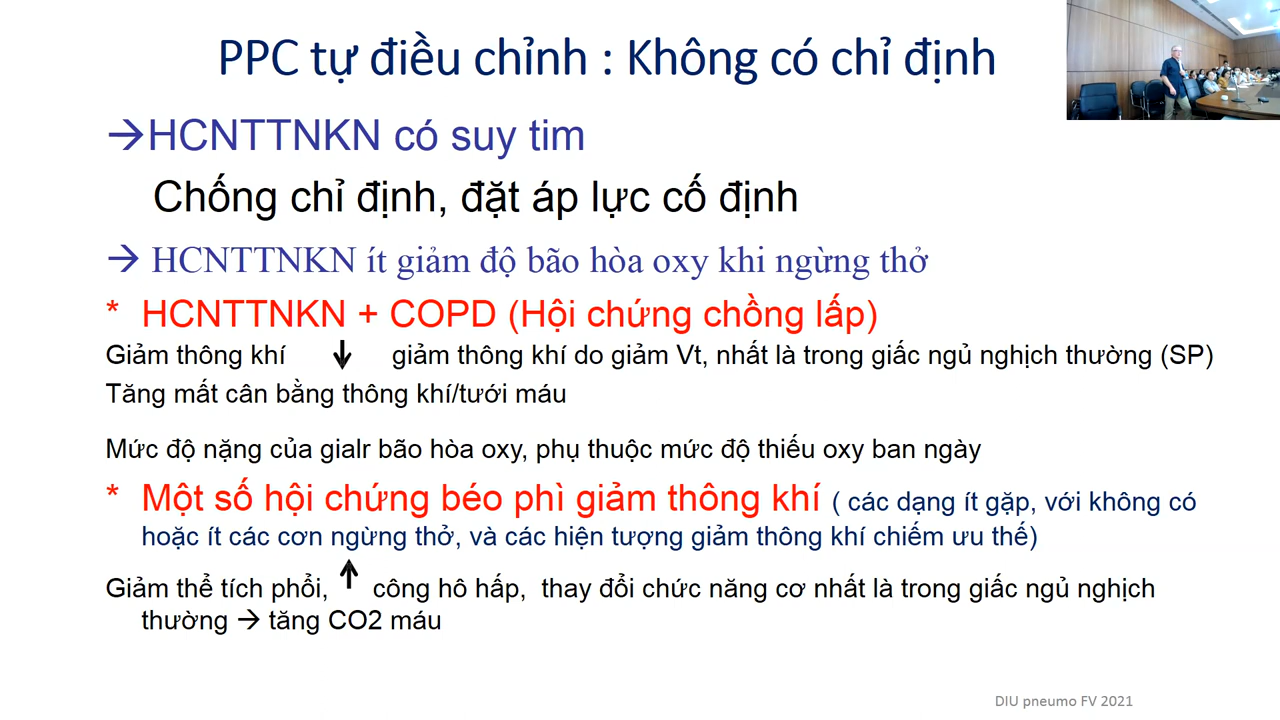 PPC tự điều chỉnh : Không có chỉ định
→HCNTTNKN có suy tim
Chống chỉ định, đặt áp lực cố định
→ HCNTTNKN ít giảm độ bão hòa oxy khi ngừng thở
* HCNTTNKN + COPD (Hội chứng chồng lấp)
Giảm thông khí ↓ giảm thông khí do giảm Vt, nhất là trong giấc ngủ nghịch thường (SP)
Tăng mất cân bằng thông khí/tưới máu
Mức độ nặng của gialr bão hòa oxy, phụ thuộc mức độ thiếu oxy ban ngày
* Một số hội chứng béo phì giảm thông khí ( các dạng ít gặp, với không có
hoặc ít các cơn ngừng thở, và các hiện tượng giảm thông khí chiếm ưu thế)
Giảm thể tích phổi, ↑ công hô hấp, thay đổi chức năng cơ nhất là trong giấc ngủ nghịch
thường → tăng CO2 máu
DIU pneumo FV 2021